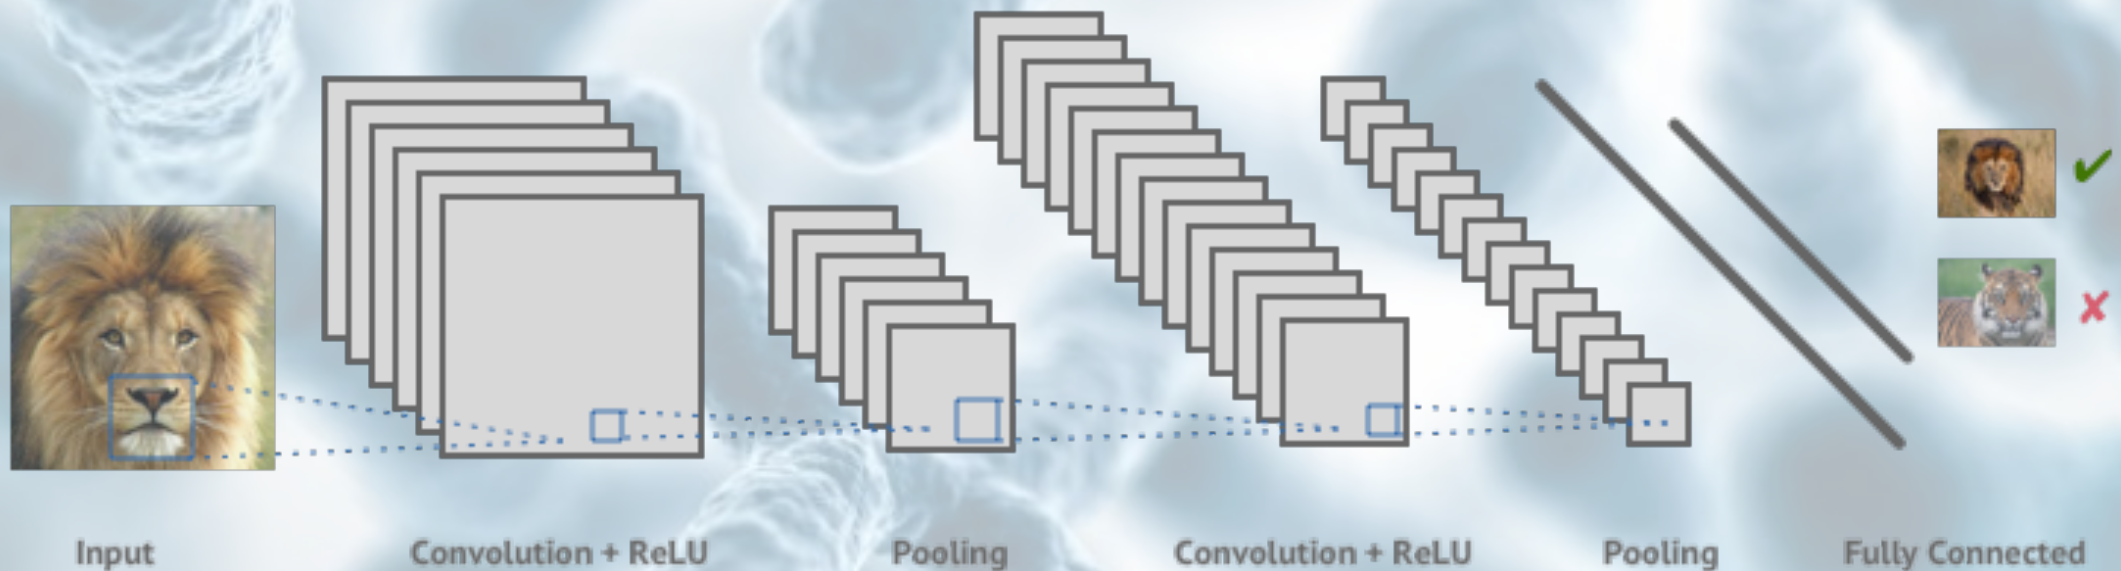 Input
Convolution + ReLU
Pooling
Convolution + ReLU
Pooling
Fully Connected